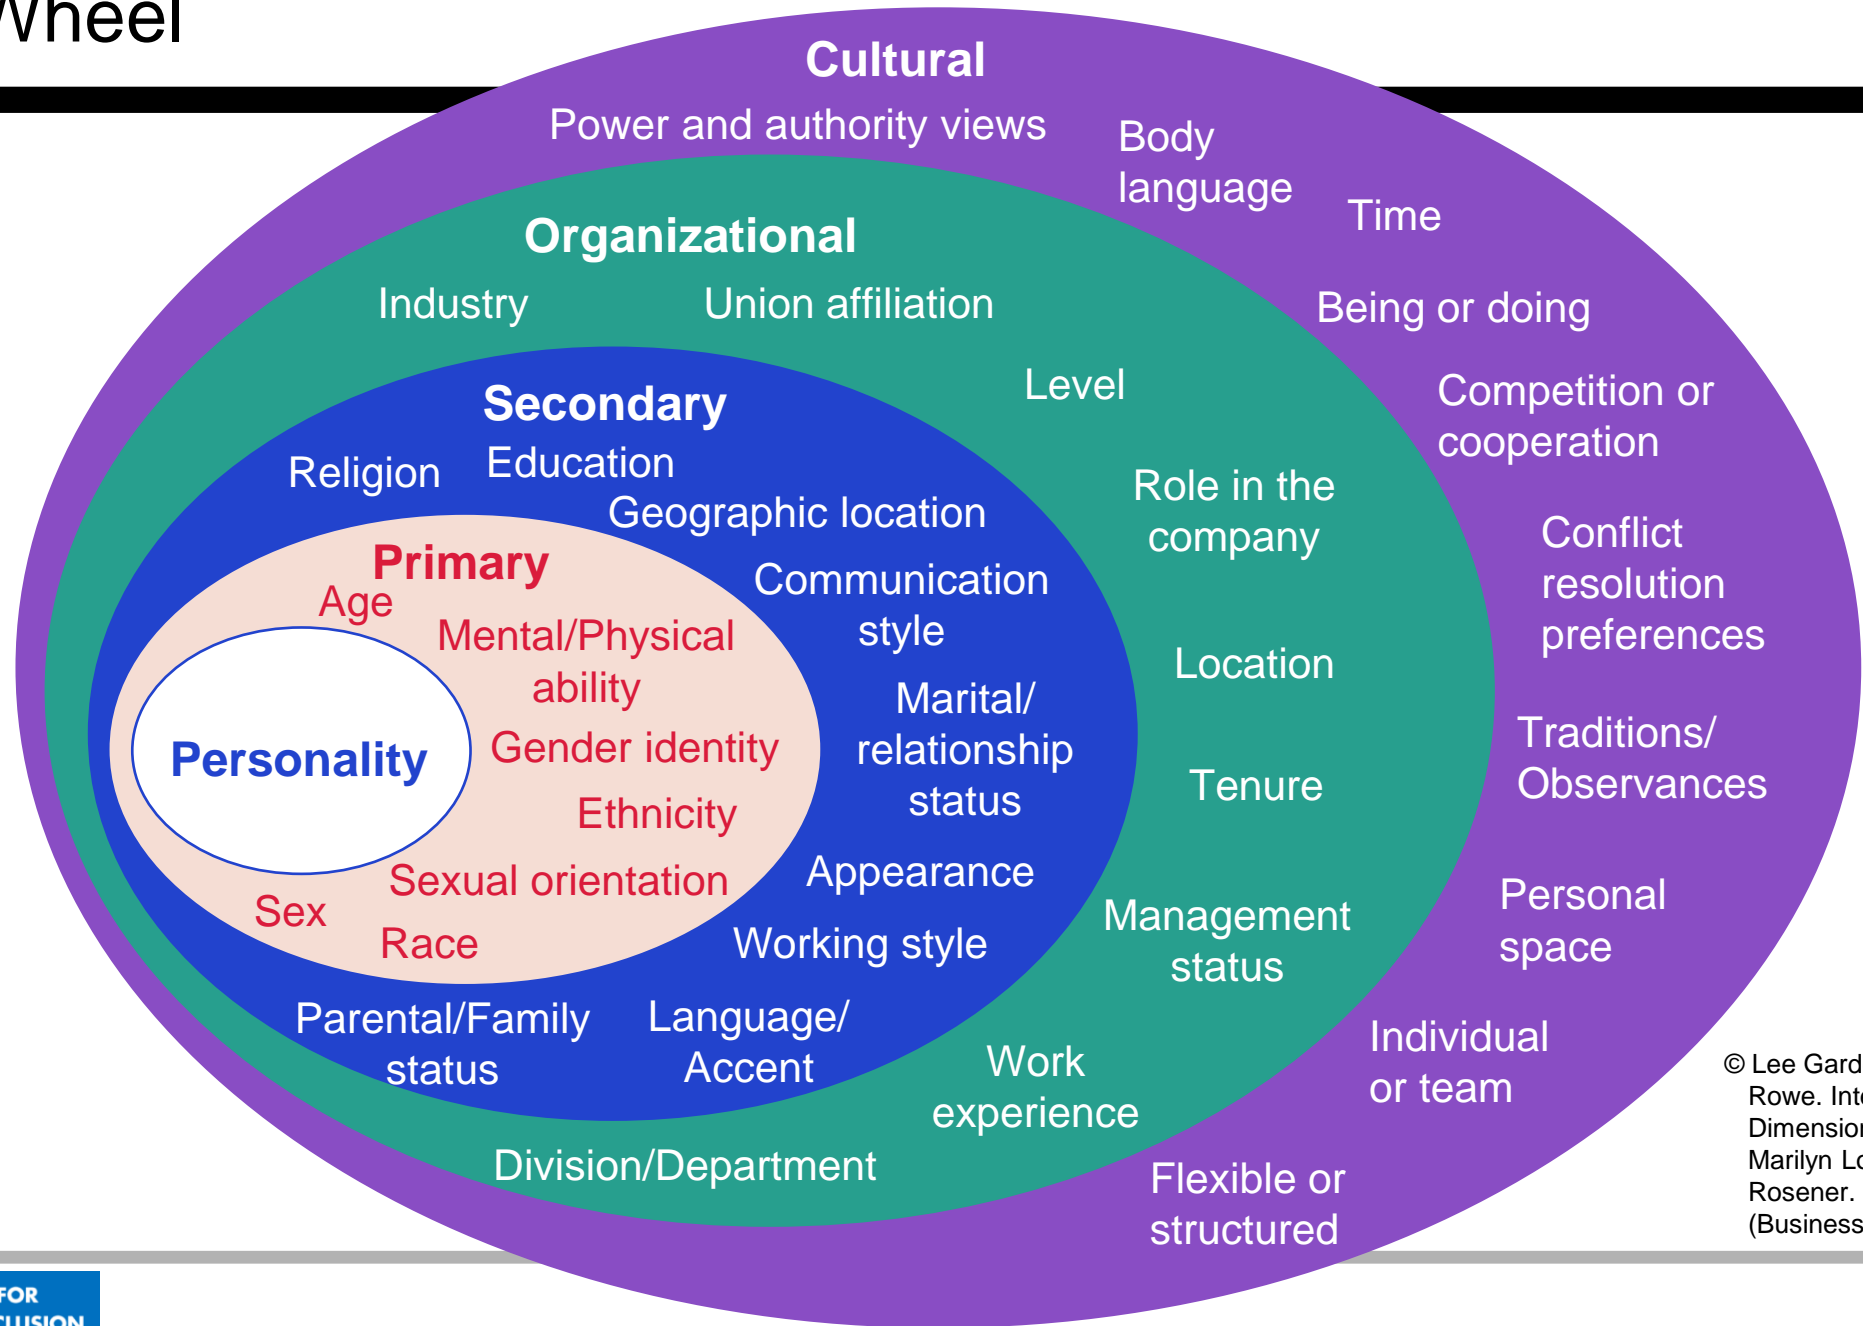 Wheel
Cultural
Power and authority views
Body
language
Time
Being or doing
Competition or
cooperation
Conflict
resolution
preferences
Traditions/
Observances
Personal
space
Individual
or team
Flexible or
structured
Organizational
Industry
Union affiliation
Level
Role in the
company
Location
Tenure
Management
status
Work
experience
Division/Department
Secondary
Religion
Education
Geographic location
Communication
style
Marital/
relationship
status
Appearance
Working style
Language/
Accent
Parental/Family
status
Primary
Age
Mental/Physical
ability
Gender identity
Ethnicity
Sexual orientation
Sex
Race
Personality
© Lee Gard
Rowe. Int
Dimension
Marilyn Lo
Rosener.
(Business
FOR
CLUSION